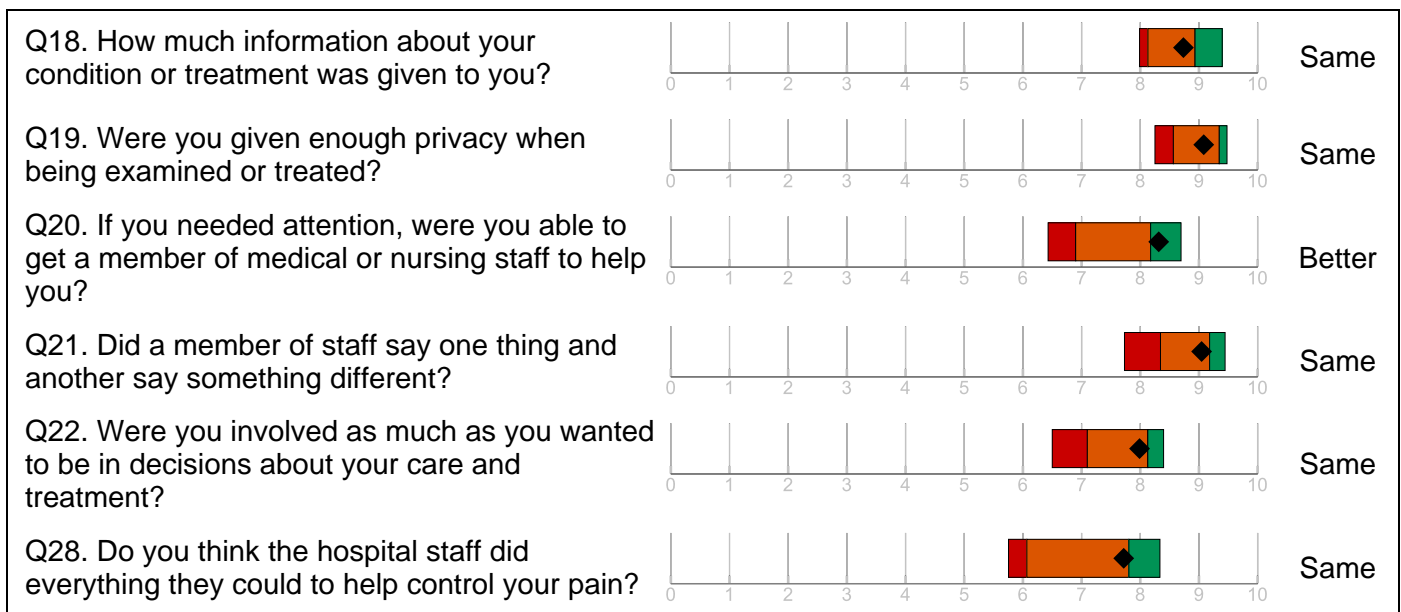 Q18. How much information about your
condition or treatment was given to you?
0 1 2 3 4 5 6 7 8 9 10
Same
Q19. Were you given enough privacy when
being examined or treated?
0 1 2 3 4 5 6 7 8 9 10
Same
Q20. If you needed attention, were you able to
get a member of medical or nursing staff to help
you?
0 1 2 3 4 5 6 7 8 9 10
Better
Q21. Did a member of staff say one thing and
another say something different?
0 1 2 3 4 5 6 7 8 9 10
Same
Q22. Were you involved as much as you wanted
to be in decisions about your care and
treatment?
0 1 2 3 4 5 6 7 8 9 10
Same
Q28. Do you think the hospital staff did
everything they could to help control your pain?
0 1 2 3 4 5 6 7 8 9 10
Same